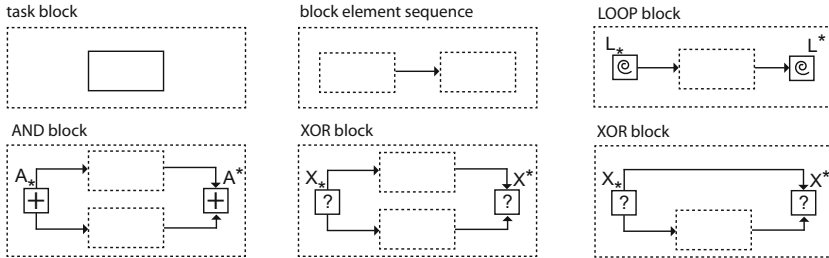 task block
block element sequence
LOOP block
L* L*
AND block
XOR block
XOR block
A* A*
X* X*
X* X*
+ +
? ?
? ?